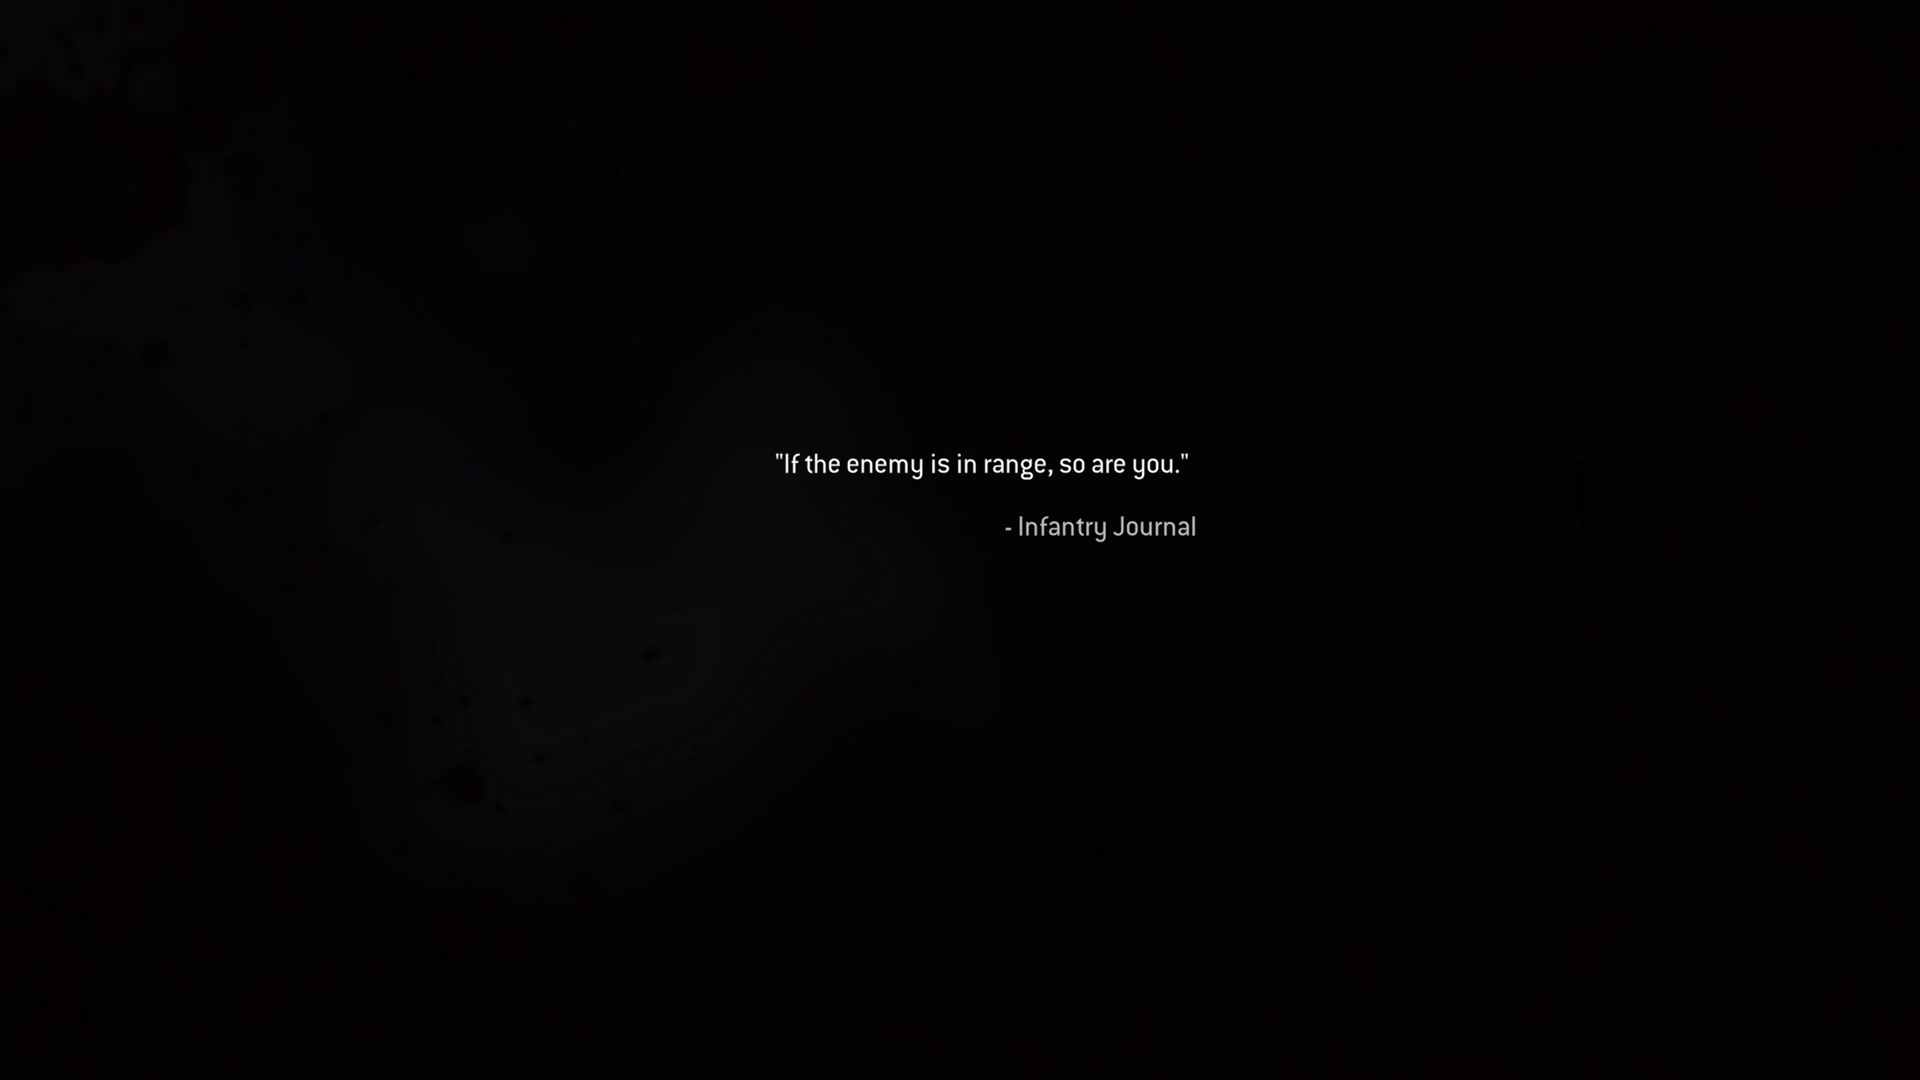 "If the enemy is in range, so are you."
- Infantry Journal